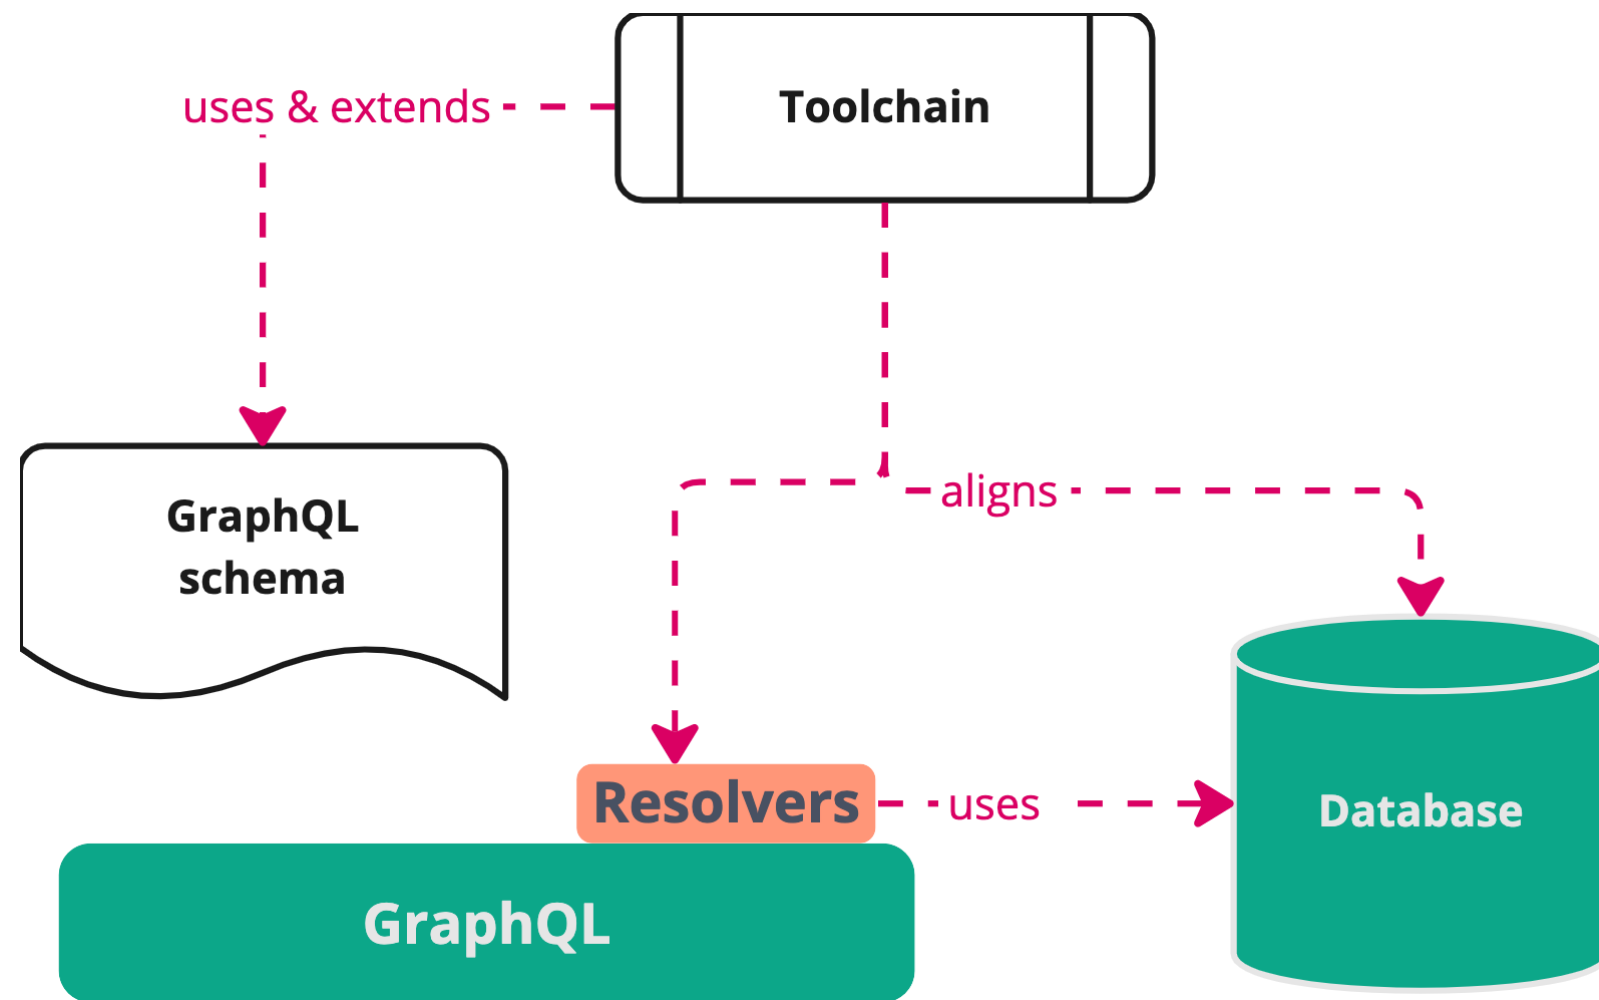 Toolchain
uses & extends
GraphQL
schema
aligns
Resolvers
uses
Database
GraphQL